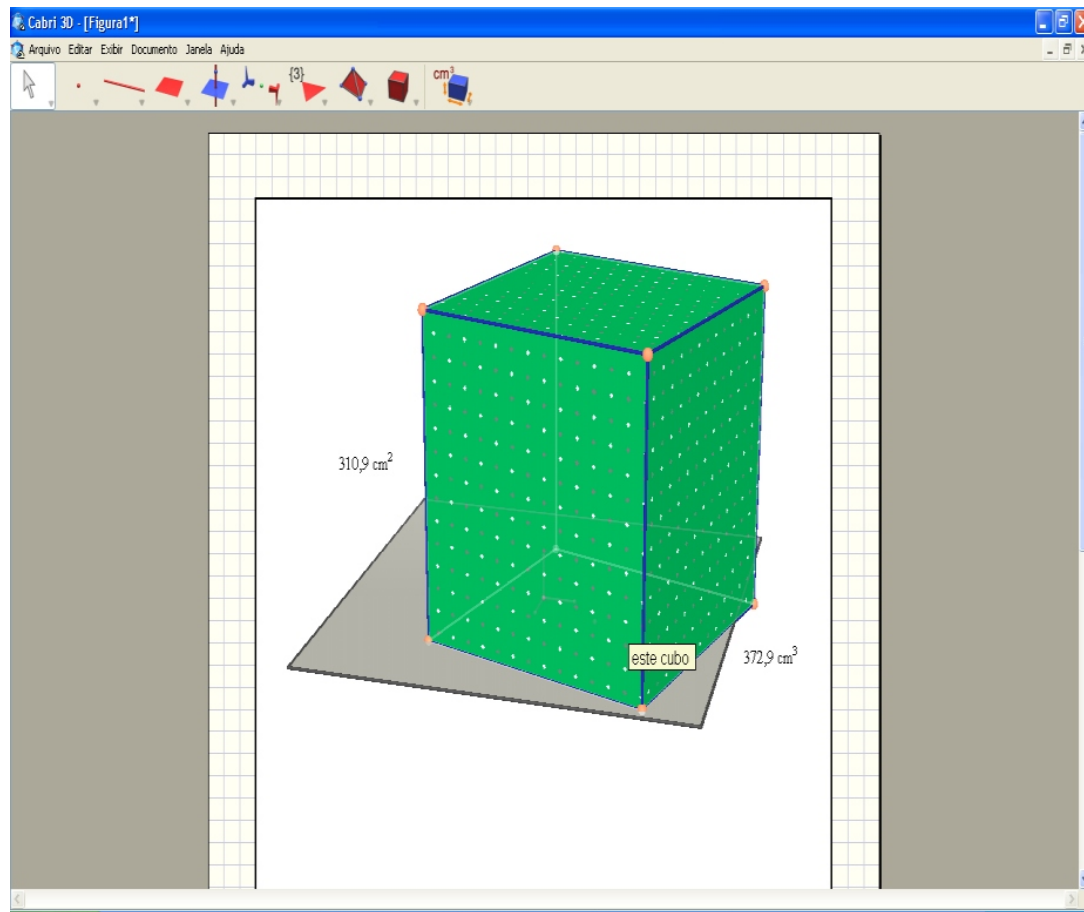 Cabri 3D - [Figura1*]
Arquivo Editar Exibir Documento Janela Ajuda
{3}
cm³
310,9 cm²
este cubo
372,9 cm³